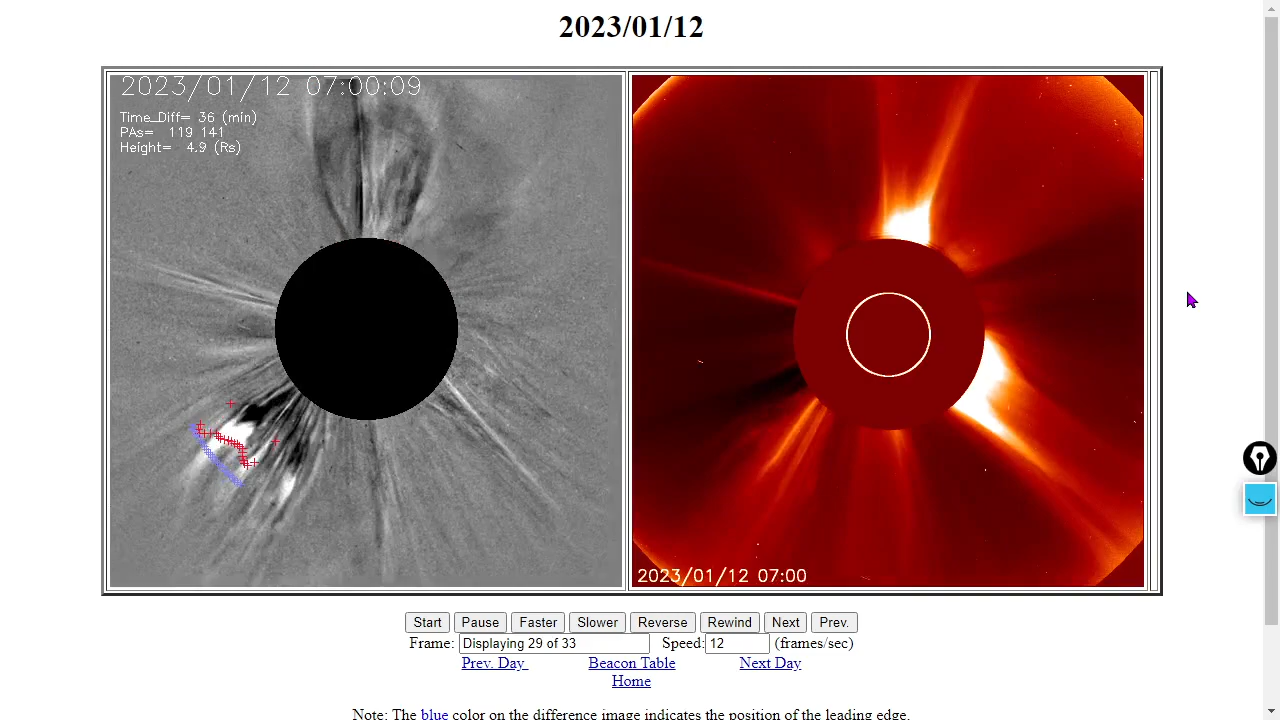 2023/01/12
2023/01/12 07:00:09
Time_Diff= 36 (min)
PAs= 119 141
Height= 4.9 (Rs)
2023/01/12 07:00
Start Pause Faster Slower Reverse Rewind Next Prev.
Frame: Displaying 29 of 33 Speed: 12 (frames/sec)
Prev. Day Beacon Table Next Day
Home
Note: The blue color on the difference image indicates the position of the leading edge.